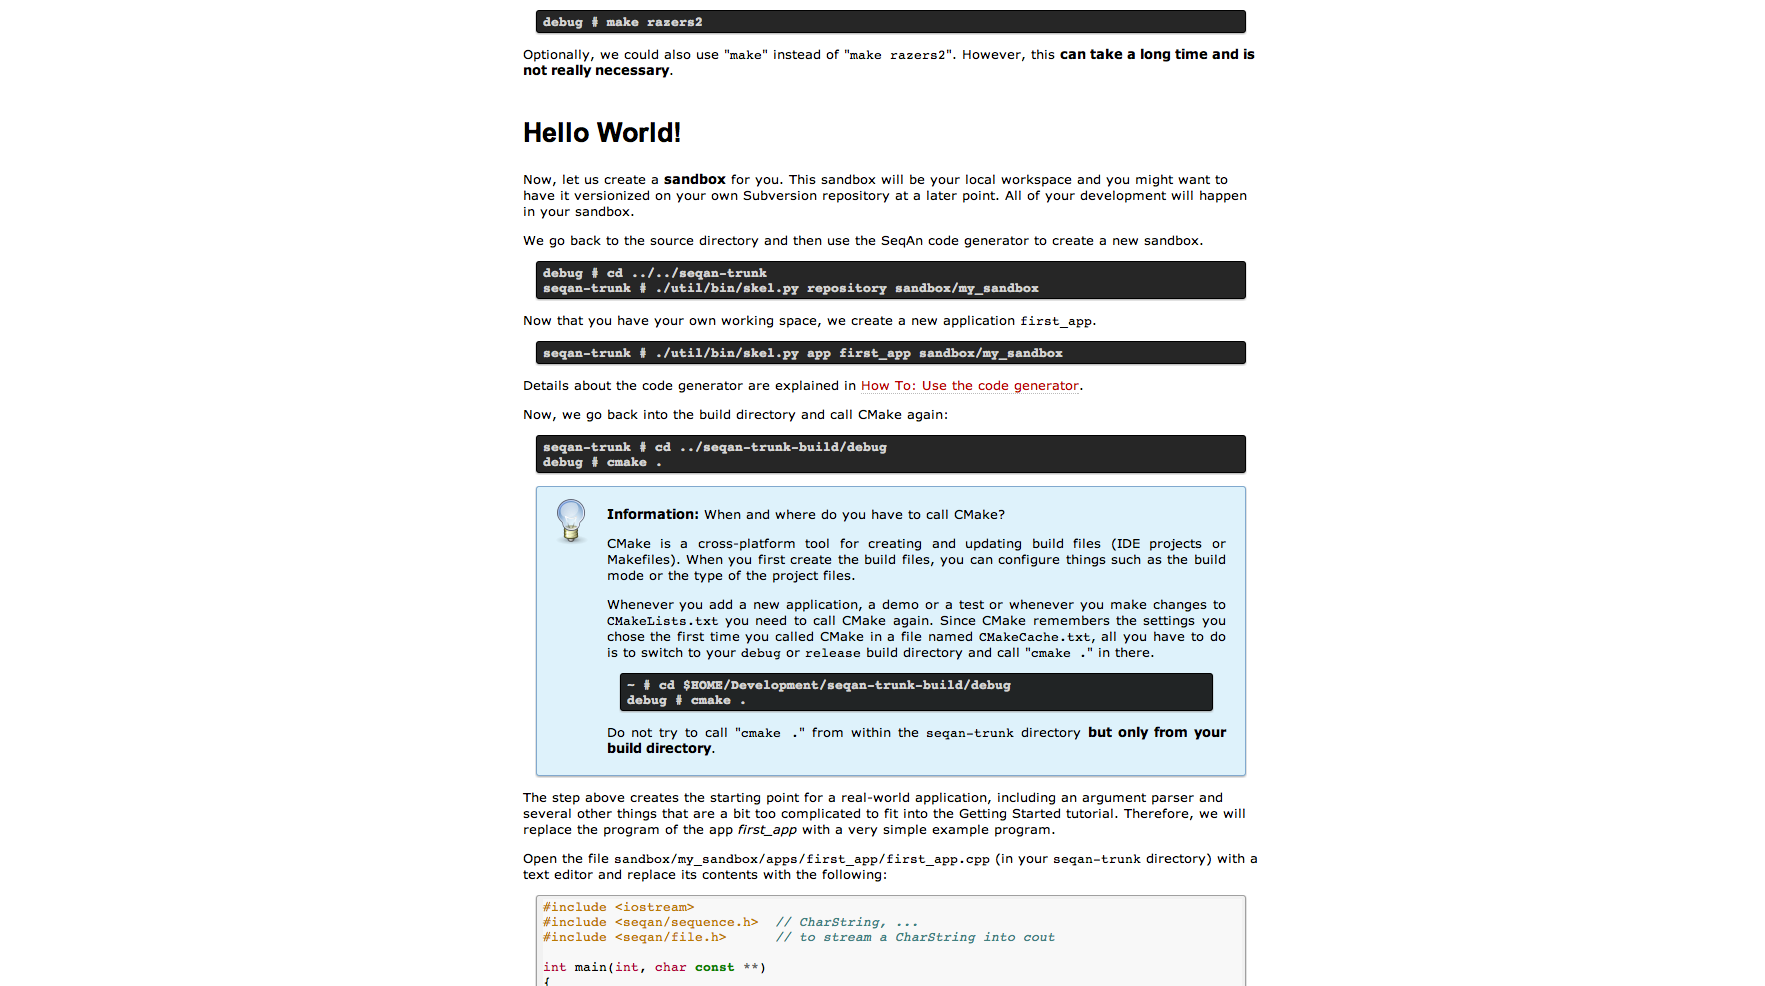 debug # make razers2
Optionally, we could also use "make" instead of "make razers2". However, this can take a long time and is
not really necessary.
Hello World!
Now, let us create a sandbox for you. This sandbox will be your local workspace and you might want to
have it versionized on your own Subversion repository at a later point. All of your development will happen
in your sandbox.
We go back to the source directory and then use the SeqAn code generator to create a new sandbox.
debug # cd ../../seqan-trunk
seqan-trunk # ./util/bin/skel.py repository sandbox/my_sandbox
Now that you have your own working space, we create a new application first_app.
seqan-trunk # ./util/bin/skel.py app first_app sandbox/my_sandbox
Details about the code generator are explained in How To: Use the code generator.
Now, we go back into the build directory and call CMake again:
seqan-trunk # cd ../seqan-trunk-build/debug
debug # cmake .
Information: When and where do you have to call CMake?
CMake is a cross-platform tool for creating and updating build files (IDE projects or
Makefiles). When you first create the build files, you can configure things such as the build
mode or the type of the project files.
Whenever you add a new application, a demo or a test or whenever you make changes to
CMakeLists.txt you need to call CMake again. Since CMake remembers the settings you
chose the first time you called CMake in a file named CMakeCache.txt, all you have to do
is to switch to your debug or release build directory and call "cmake ." in there.
~ # cd $HOME/Development/seqan-trunk-build/debug
debug # cmake .
Do not try to call "cmake ." from within the seqan-trunk directory but only from your
build directory.
The step above creates the starting point for a real-world application, including an argument parser and
several other things that are a bit too complicated to fit into the Getting Started tutorial. Therefore, we will
replace the program of the app first_app with a very simple example program.
Open the file sandbox/my_sandbox/apps/first_app/first_app.cpp (in your seqan-trunk directory) with a
text editor and replace its contents with the following:
#include <iostream>
#include <seqan/sequence.h>  // CharString, ...
#include <seqan/file.h>      // to stream a CharString into cout
int main(int, char const **)
{